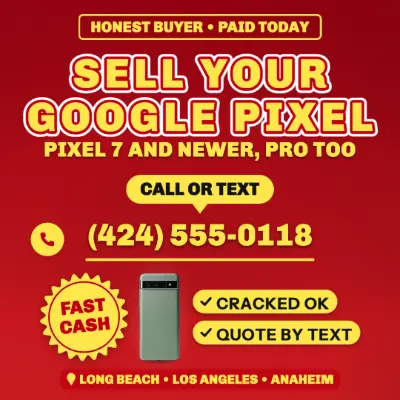 HONEST BUYER • PAID TODAY
SELL YOUR
GOOGLE PIXEL
PIXEL 7 AND NEWER, PRO TOO
CALL OR TEXT
(424) 555-0118
FAST
CASH
CRACKED OK
QUOTE BY TEXT
LONG BEACH • LOS ANGELES • ANAHEIM